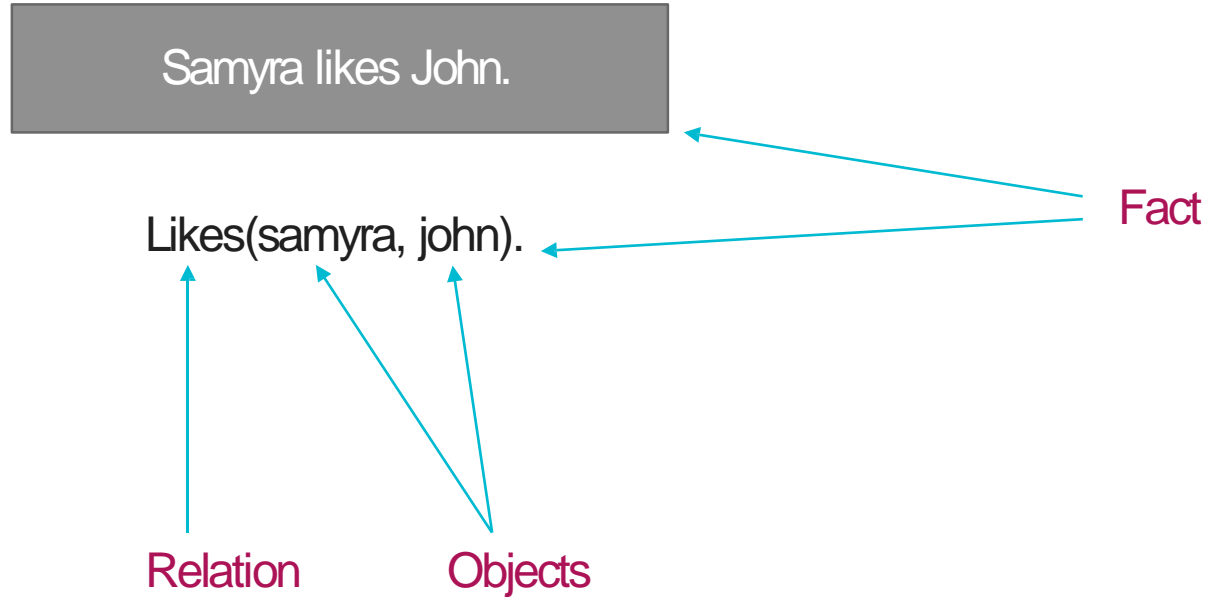 Samyra likes John.
Fact
Likes(samyra, john).
Relation
Objects